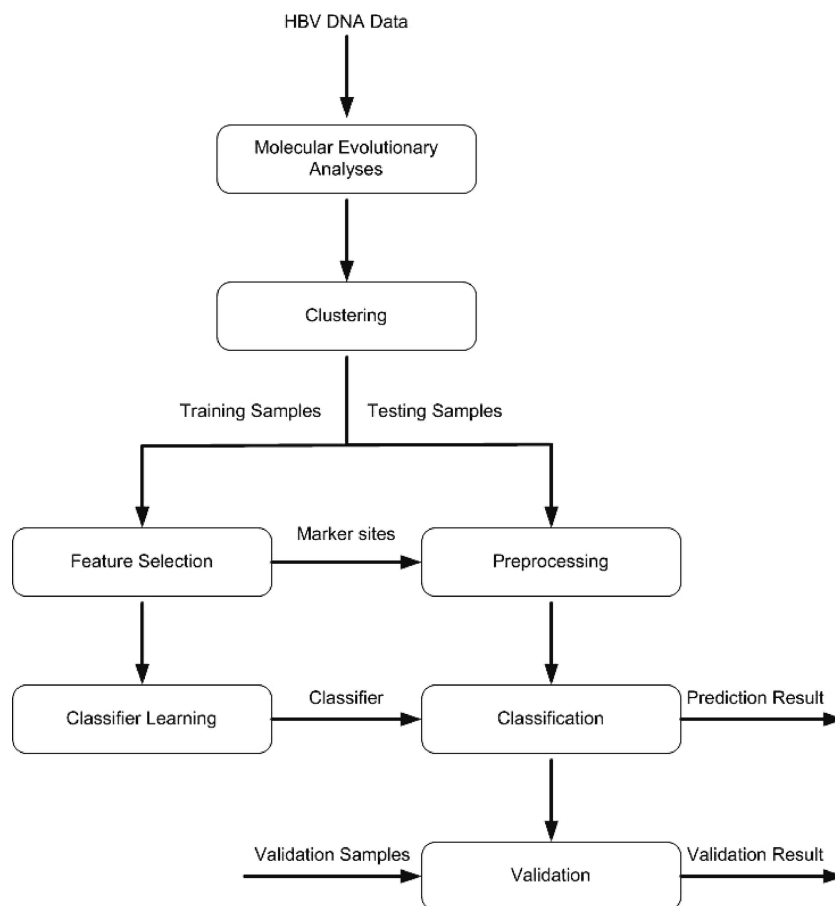 HBV DNA Data
Molecular Evolutionary
Analyses
Clustering
Training Samples
Testing Samples
Feature Selection
Marker sites
Preprocessing
Classifier Learning
Classifier
Classification
Prediction Result
Validation Samples
Validation
Validation Result